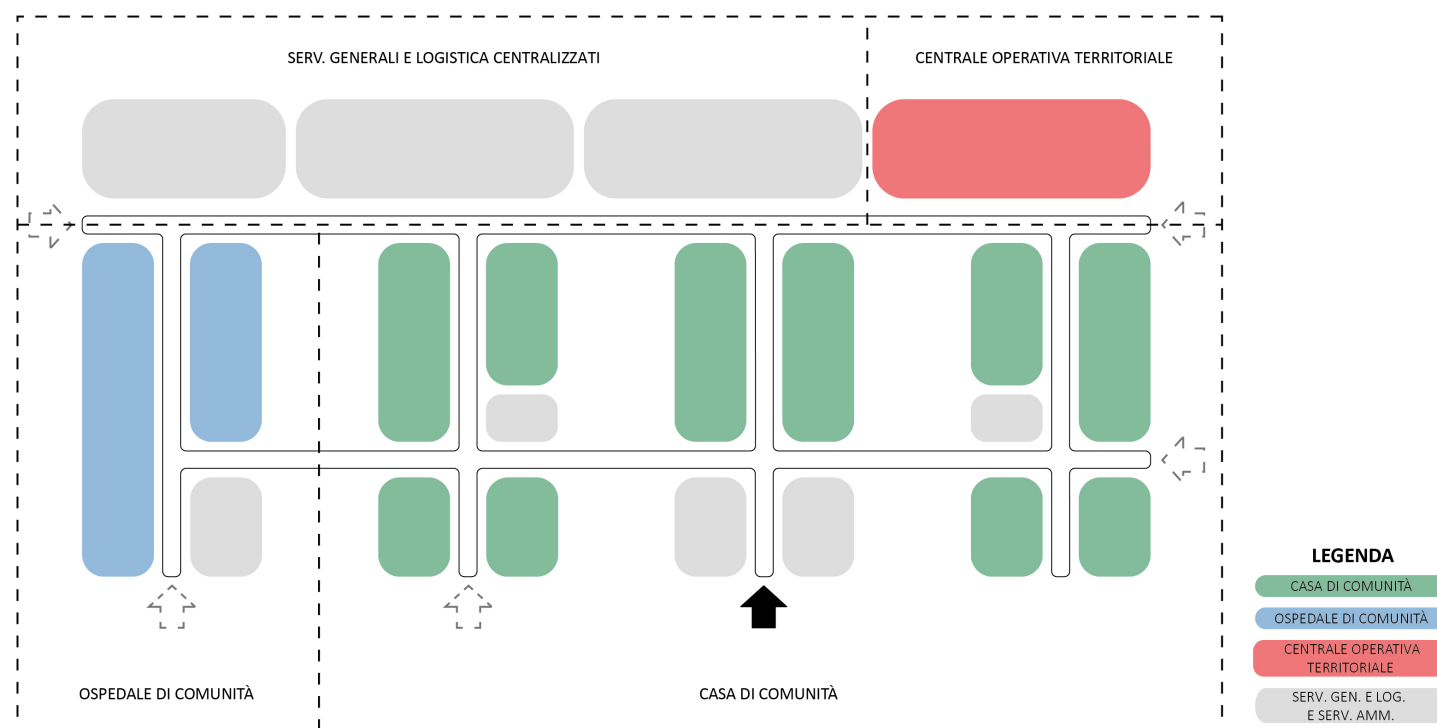 SERV. GENERALI E LOGISTICA CENTRALIZZATI
CENTRALE OPERATIVA TERRITORIALE
OSPEDALE DI COMUNITÀ
CASA DI COMUNITÀ
LEGENDA
CASA DI COMUNITÀ
OSPEDALE DI COMUNITÀ
CENTRALE OPERATIVA
TERRITORIALE
SERV. GEN. E LOG.
E SERV. AMM.